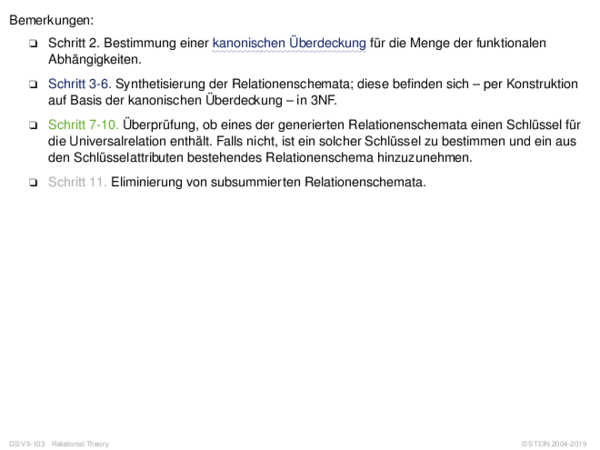 Bemerkungen:
❑ Schritt 2. Bestimmung einer kanonischen Überdeckung für die Menge der funktionalen
Abhängigkeiten.
❑ Schritt 3-6. Synthetisierung der Relationenschemata; diese befinden sich – per Konstruktion
auf Basis der kanonischen Überdeckung – in 3NF.
❑ Schritt 7-10. Überprüfung, ob eines der generierten Relationenschemata einen Schlüssel für
die Universalrelation enthält. Falls nicht, ist ein solcher Schlüssel zu bestimmen und ein aus
den Schlüsselattributen bestehendes Relationenschema hinzuzunehmen.
❑ Schritt 11. Eliminierung von subsummierten Relationenschemata.
DB:VII-103 Relational Theory © STEIN 2004-2019